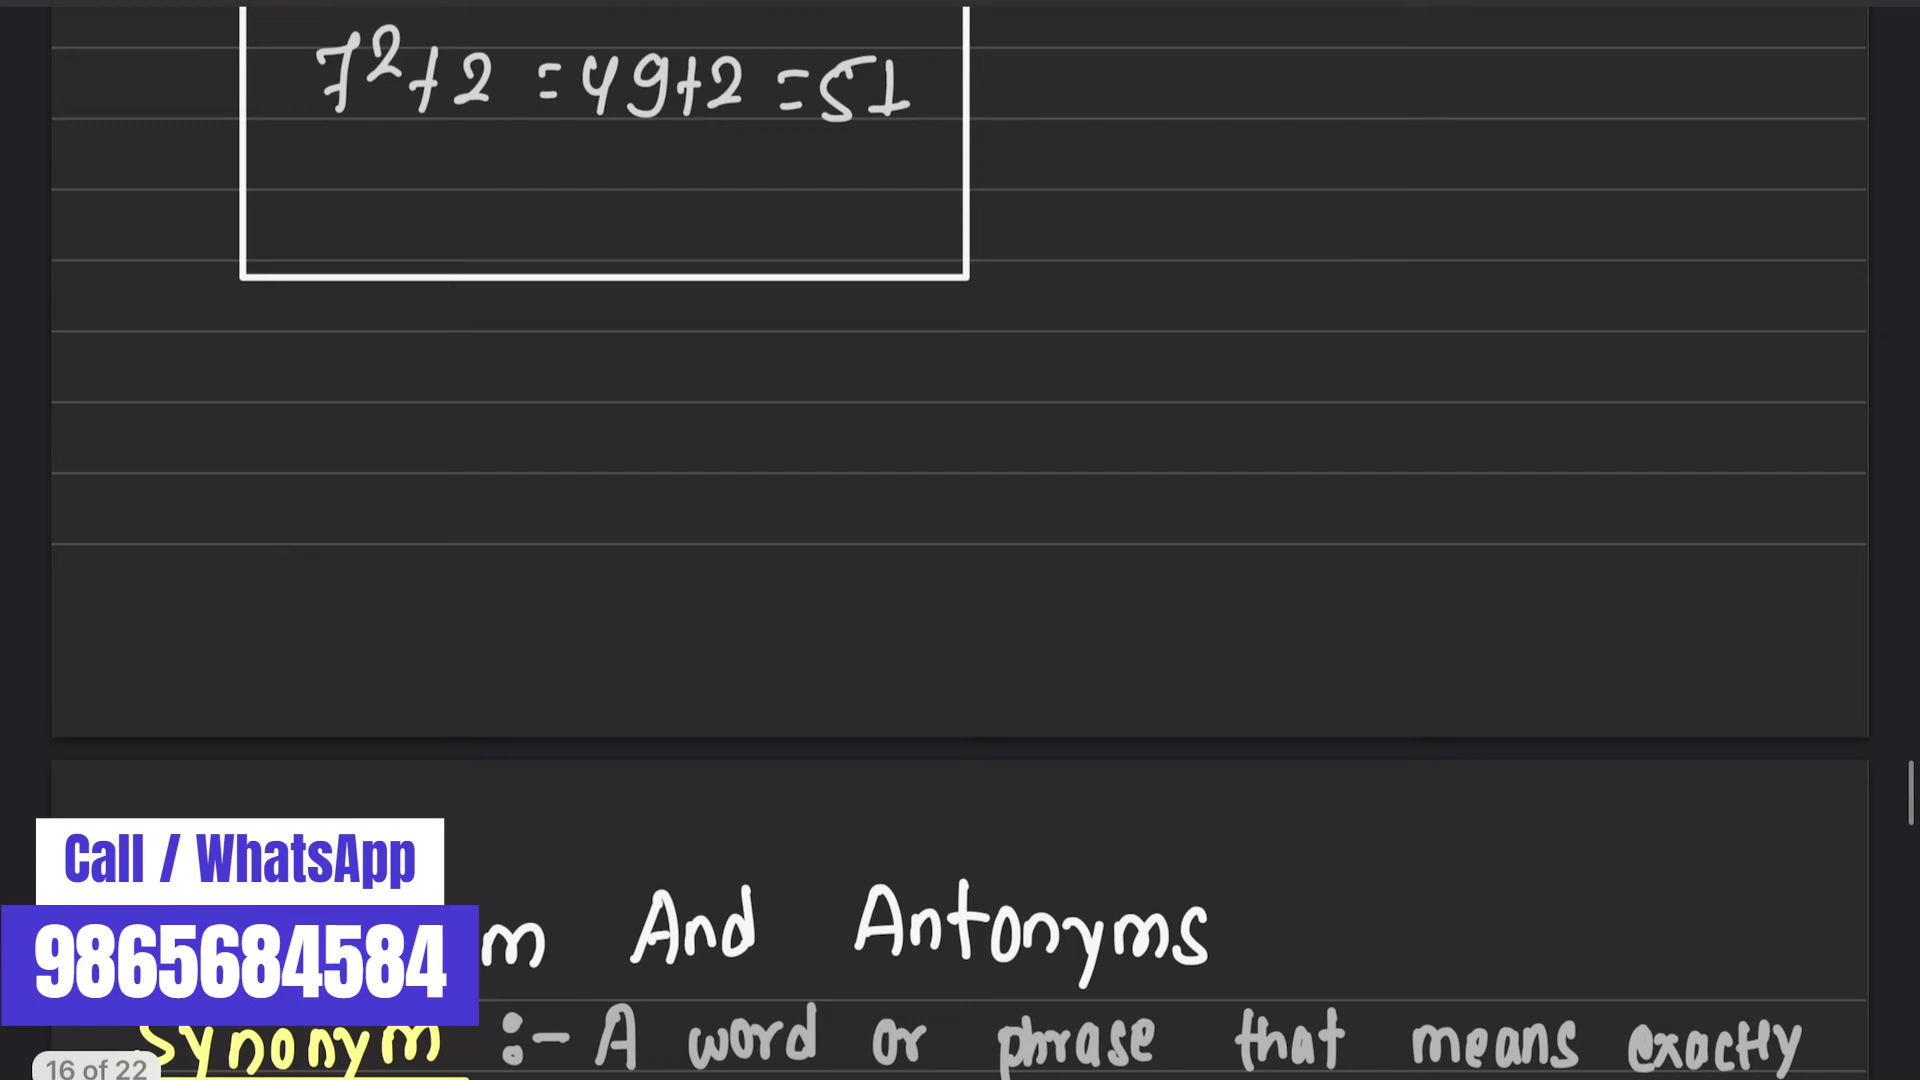 7²+2 = 49+2 = 51
Call / WhatsApp
9865684584
m And Antonyms
Synonym :- A word or phrase that means exactly
16 of 22